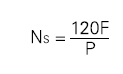 Ns = 120F / P